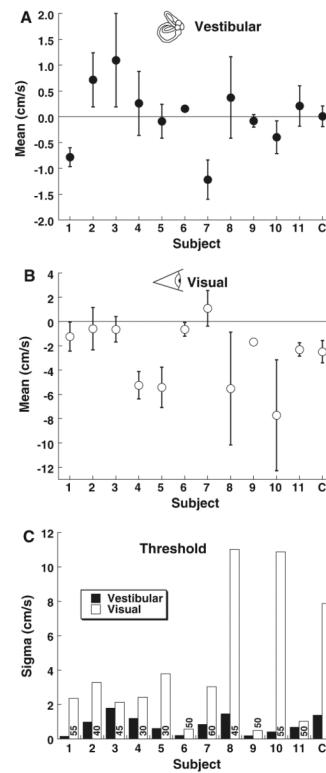 A
Vestibular
Mean (cm/s)
2.0
1.5
1.0
0.5
0.0
-0.5
-1.0
-1.5
-2.0
1 2 3 4 5 6 7 8 9 10 11 C
Subject
B
Visual
Mean (cm/s)
4
2
0
-2
-4
-6
-8
-10
-12
1 2 3 4 5 6 7 8 9 10 11 C
Subject
C
Threshold
Sigma (cm/s)
12
10
8
6
4
2
0
Vestibular
Visual
55 40 45 30 30 50 60 45 50 55 50
1 2 3 4 5 6 7 8 9 10 11 C
Subject